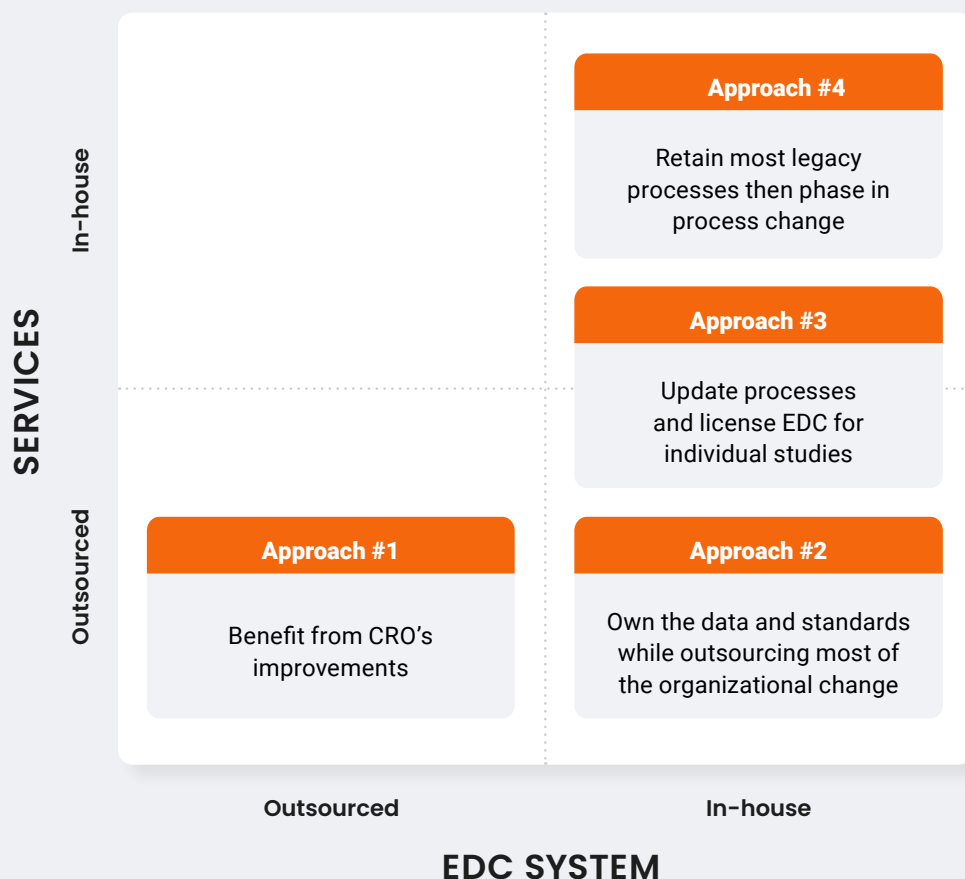 Approach #4
Retain most legacy
processes then phase in
process change
In-house
Approach #3
Update processes
and license EDC for
individual studies
SERVICES
Outsourced
Approach #1
Benefit from CRO's
improvements
Approach #2
Own the data and standards
while outsourcing most of
the organizational change
Outsourced
In-house
EDC SYSTEM